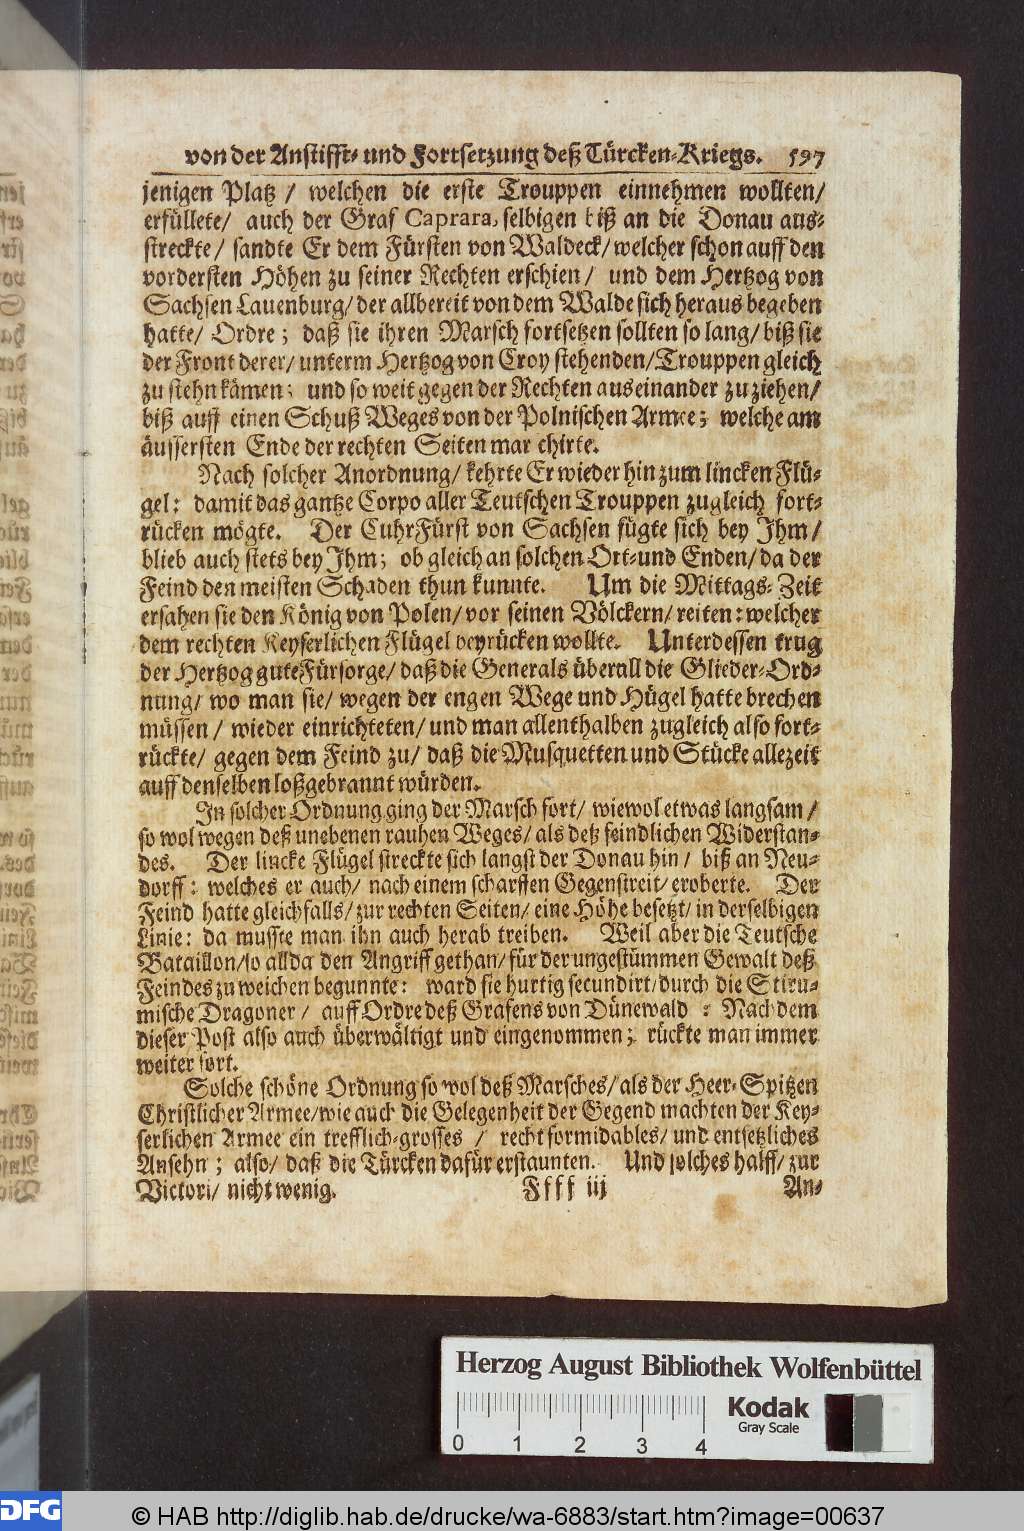 von der Anstifft- und Fortsetzung deß Türcken-Kriegs. 597
jenigen Platz / welchen die erste Trouppen einnehmen wollten/
erfüllete/ auch der Graf Caprara, selbigen biß an die Donau aus-
streckte/ sandte Er dem Fürsten von Waldeck/ welcher schon auff den
vordersten Höhen zu seiner Rechten erschien/ und dem Hertzog von
Sachsen Lauenburg/ der allbereit von dem Walde sich heraus begeben
hatte/ Ordre; daß sie ihren Marsch fortsetzen sollten so lang/ biß sie
der Front derer/ unterm Hertzog von Croy stehenden/ Trouppen gleich
zu stehn kämen; und so weit gegen der Rechten auseinander zu ziehen/
biß auff einen Schuß Weges von der Polnischen Armee; welche am
äussersten Ende der rechten Seiten marchirte.
Nach solcher Anordnung/ kehrte Er wieder hin zum lincken Flü-
gel: damit das gantze Corpo aller Teutschen Trouppen zugleich fort-
rücken mögte. Der CuhrFürst von Sachsen fügte sich bey Ihm/
blieb auch stets bey Ihm; ob gleich an solchen Ort- und Enden/ da der
Feind den meisten Schaden thun kunnte. Um die Mittags-Zeit
ersahen sie den König von Polen/ vor seinen Völckern/ reiten: welcher
dem rechten Keyserlichen Flügel beyrücken wollte. Unterdessen trug
der Hertzog gute Fürsorge/ daß die Generals überall die Glieder-Ord-
nung/ wo man sie/ wegen der engen Wege und Hügel hatte brechen
müssen / wieder einrichteten/ und man allenthalben zugleich also fort-
rückte/ gegen dem Feind zu/ daß die Musquetten und Stücke allezeit
auff denselben loßgebrannt würden.
In solcher Ordnung ging der Marsch fort/ wiewol etwas langsam/
so wol wegen deß unebenen rauhen Weges/ als deß feindlichen Widerstan-
des. Der lincke Flügel streckte sich langst der Donau hin / biß an Neu-
dorff: welches er auch/ nach einem scharffen Gegenstreit/ eroberte. Der
Feind hatte gleichfalls/ zur rechten Seiten/ eine Höhe besetzt/ in derselbigen
Linie: da musste man ihn auch herab treiben. Weil aber die Teutsche
Bataillon/ so allda den Angriff gethan/ für der ungestümmen Gewalt deß
Feindes zu weichen begunnte: ward sie hurtig secundirt/ durch die Stiru-
mische Dragoner / auff Ordre deß Grafens von Dünewald : Nachdem
dieser Post also auch überwältigt und eingenommen; rückte man immer
weiter fort.
Solche schöne Ordnung so wol deß Marsches/ als der Heer-Spitzen
Christlicher Armee/ wie auch die Gelegenheit der Gegend machten der Key-
serlichen Armee ein trefflich-grosses / recht formidables/ und entsetzliches
Ansehn; also/ daß die Türcken dafür erstaunten. Und solches halff/ zur
Victori/ nicht wenig.
Ffff iij An-
Herzog August Bibliothek Wolfenbüttel
Kodak
Gray Scale
0 1 2 3 4
DFG © HAB http://diglib.hab.de/drucke/wa-6883/start.htm?image=00637